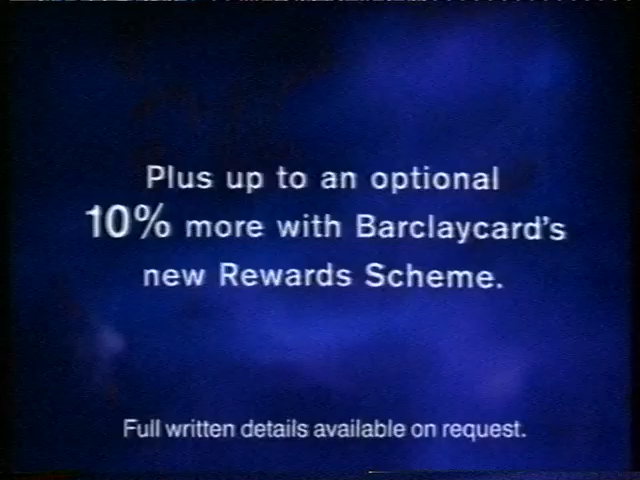 Plus up to an optional
10% more with Barclaycard's
new Rewards Scheme.
Full written details available on request.